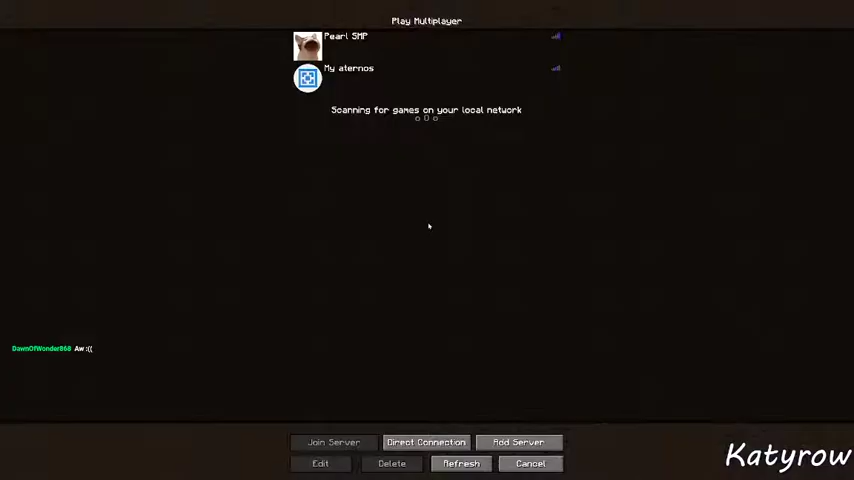 Play Multiplayer
Pearl SMP
My aternos
Scanning for games on your local network
o O o
DawnOfWonder868 Aw :((
Join Server
Direct Connection
Add Server
Edit
Delete
Refresh
Cancel
Katyrow